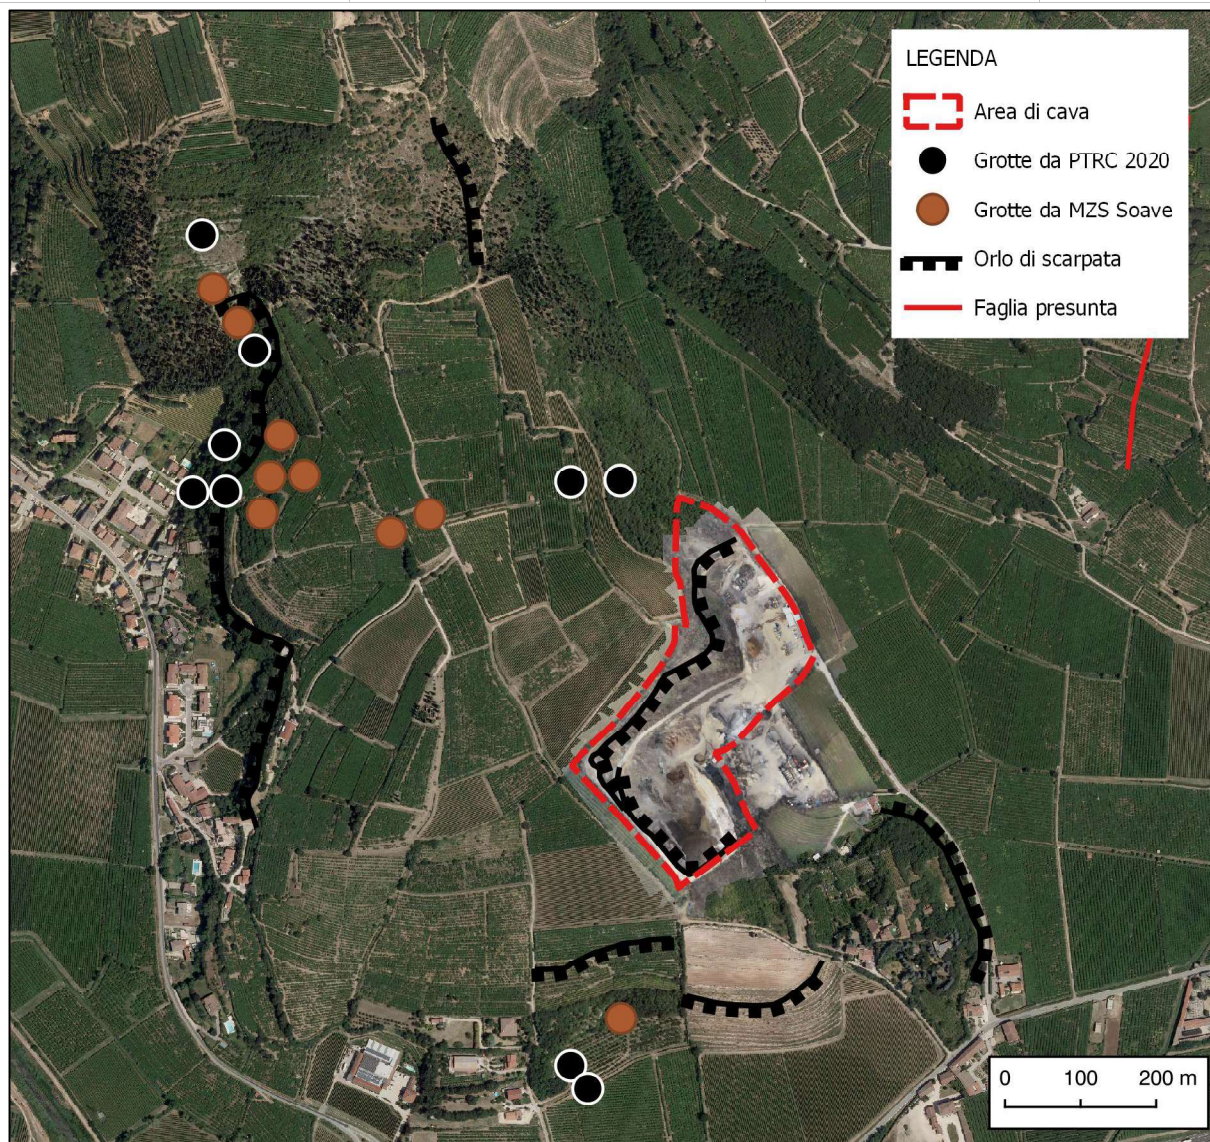 LEGENDA
Area di cava
Grotte da PTRC 2020
Grotte da MZS Soave
Orlo di scarpata
Faglia presunta
0 100 200 m